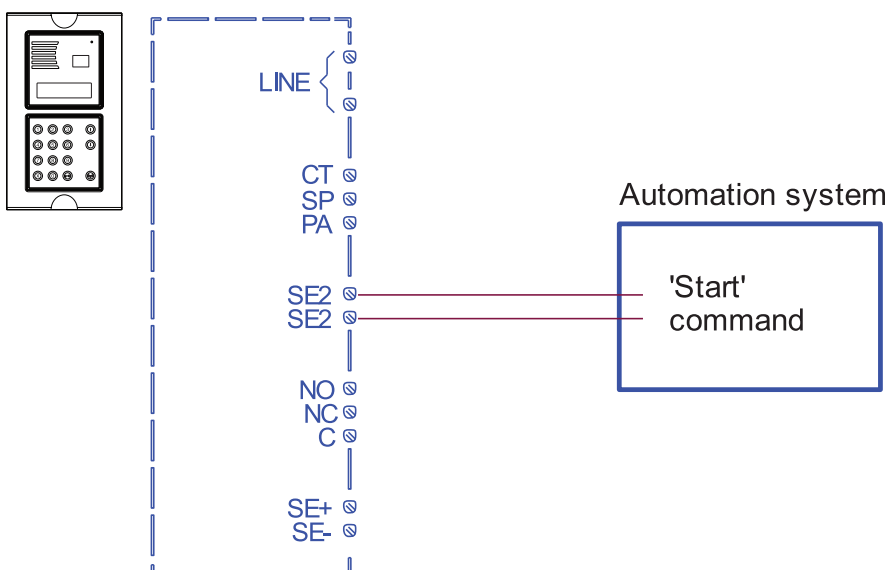 LINE
CT
SP
PA
Automation system
SE2
SE2
'Start'
command
NO
NC
C
SE+
SE-